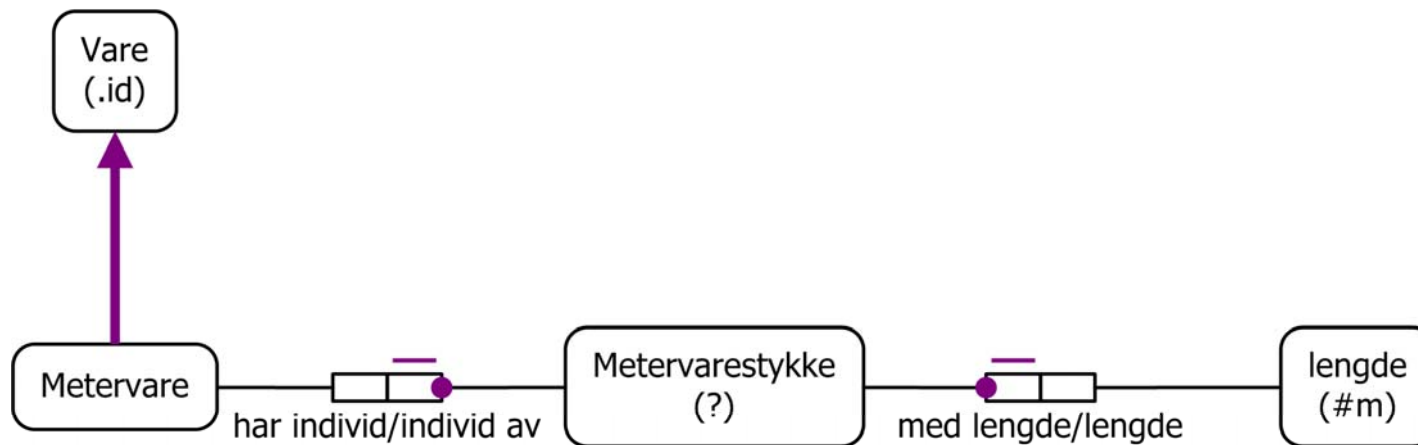 Vare
(.id)
Metervare
har individ/individ av
Metervarestykke
(?)
med lengde/lengde
lengde
(#m)